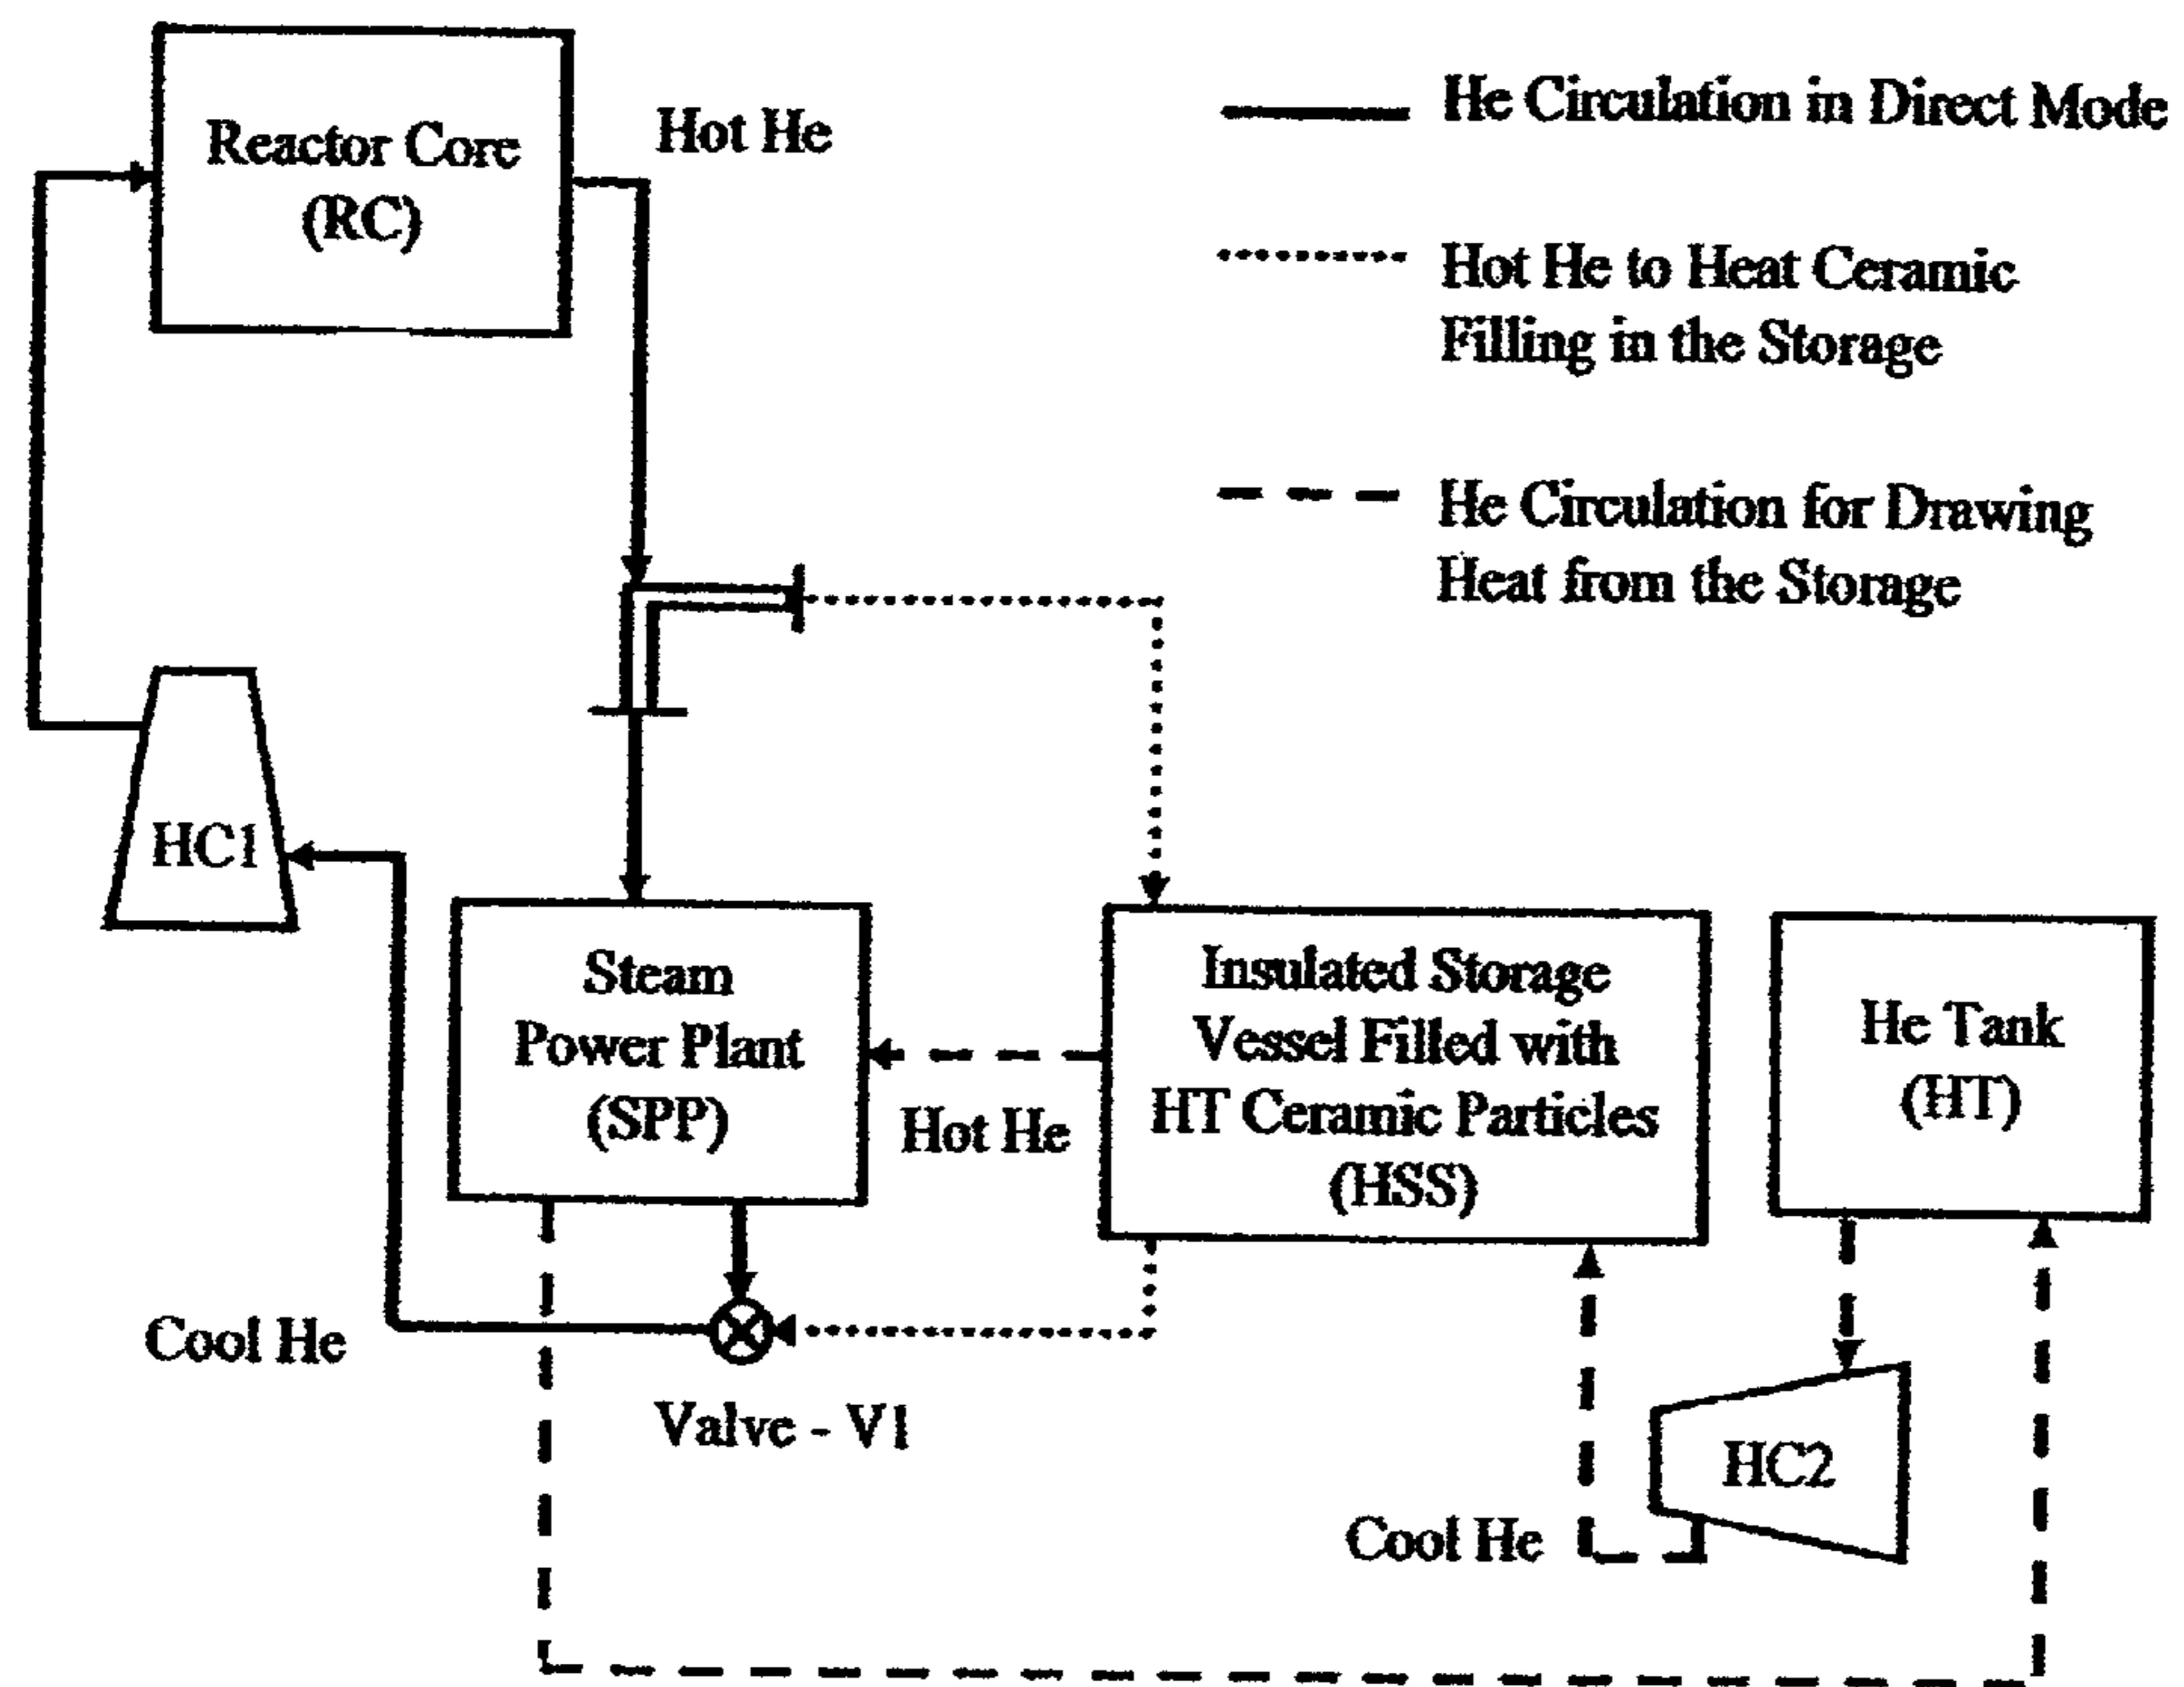 Reactor Core
(RC)
Hot He
He Circulation in Direct Mode
Hot He to Heat Ceramic
Filling in the Storage
He Circulation for Drawing
Heat from the Storage
HC1
Steam
Power Plant
(SPP)
Hot He
Insulated Storage
Vessel Filled with
HT Ceramic Particles
(HSS)
He Tank
(HT)
Cool He
Valve - V1
HC2
Cool He